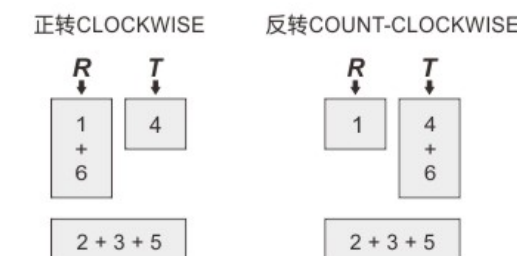 正转CLOCKWISE
反转COUNT-CLOCKWISE
R T
R T
1
+
6
4
1
4
+
6
2 + 3 + 5
2 + 3 + 5